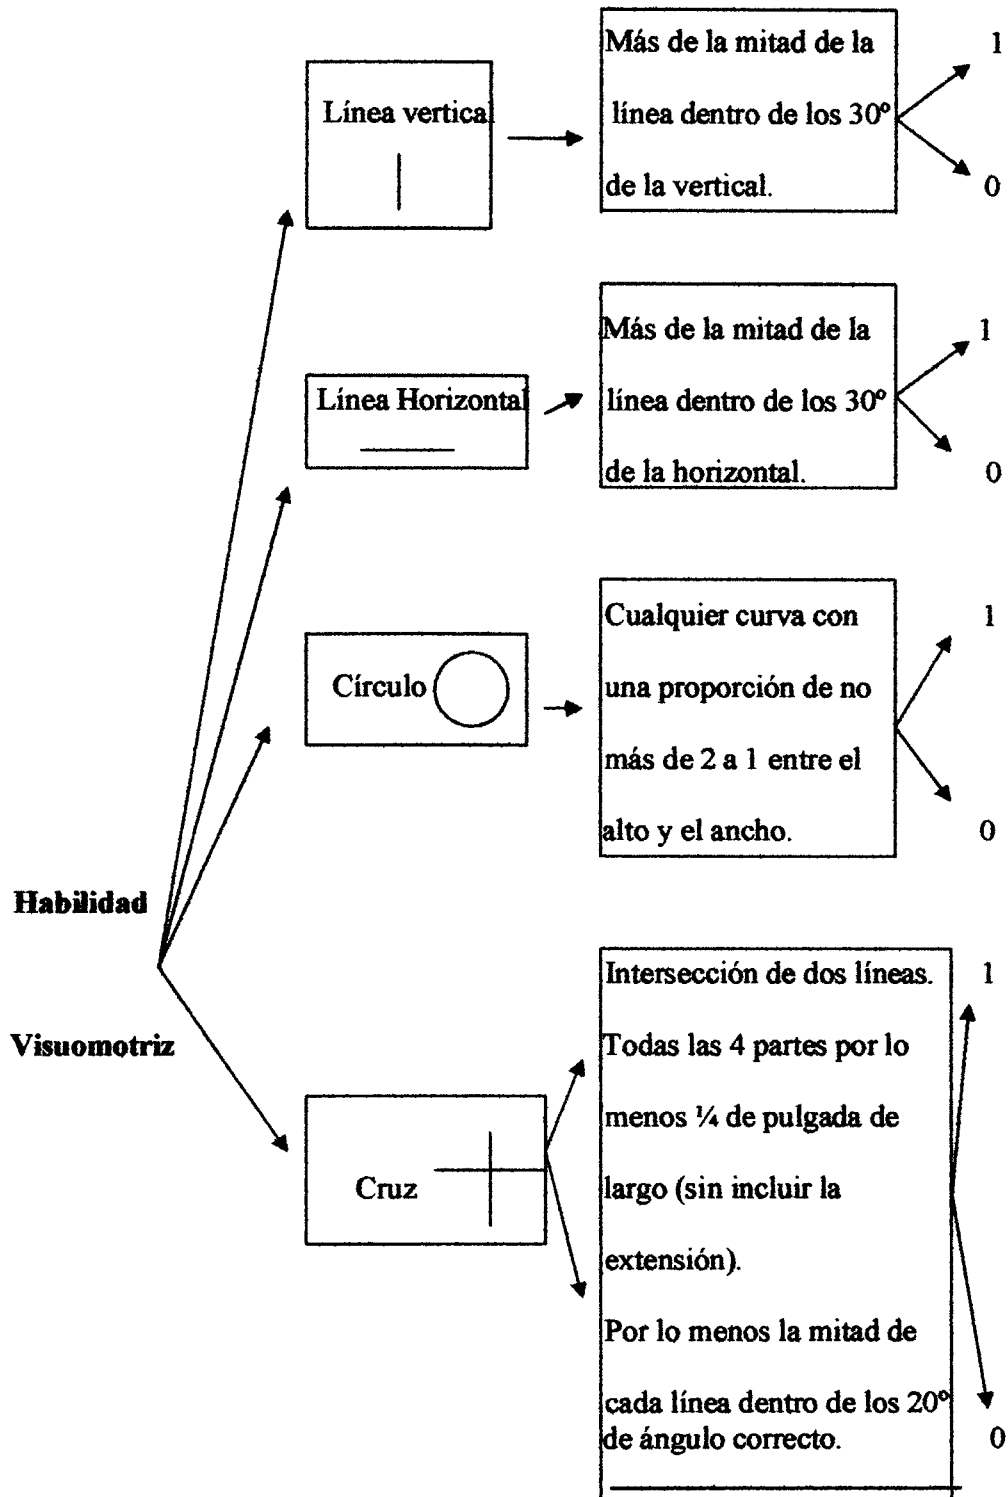 Línea vertical
Más de la mitad de la
línea dentro de los 30º
de la vertical.
1
0
Línea Horizontal
Más de la mitad de la
línea dentro de los 30º
de la horizontal.
1
0
Círculo
Cualquier curva con
una proporción de no
más de 2 a 1 entre el
alto y el ancho.
1
0
Habilidad
Visuomotriz
Cruz
Intersección de dos líneas.
Todas las 4 partes por lo
menos ¼ de pulgada de
largo (sin incluir la
extensión).
Por lo menos la mitad de
cada línea dentro de los 20º
de ángulo correcto.
1
0